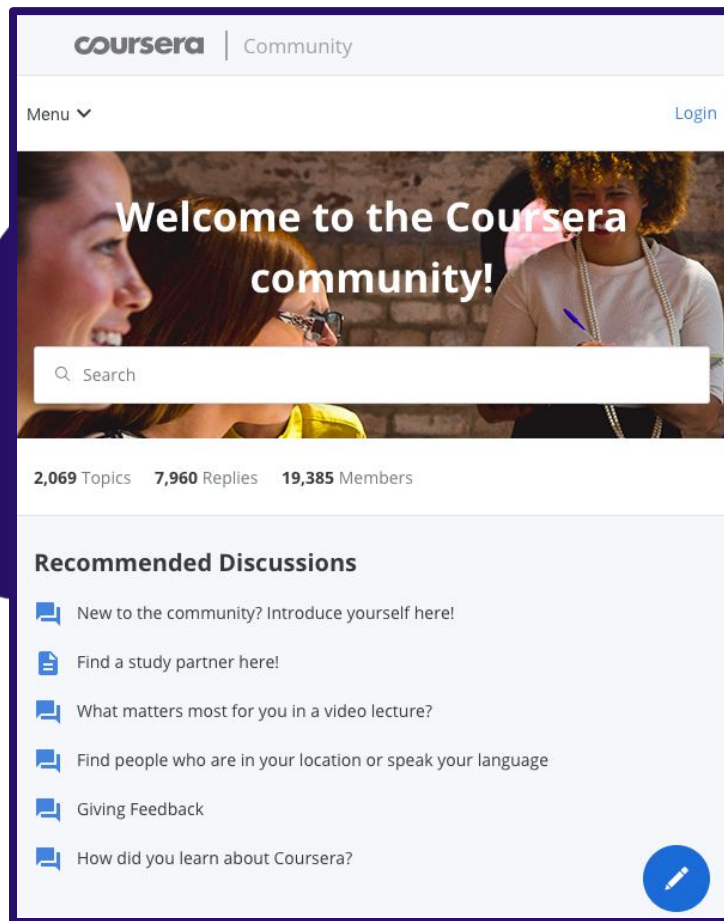 coursera | Community
Menu
Login
Welcome to the Coursera
community!
Search
2,069 Topics 7,960 Replies 19,385 Members
Recommended Discussions
New to the community? Introduce yourself here!
Find a study partner here!
What matters most for you in a video lecture?
Find people who are in your location or speak your language
Giving Feedback
How did you learn about Coursera?